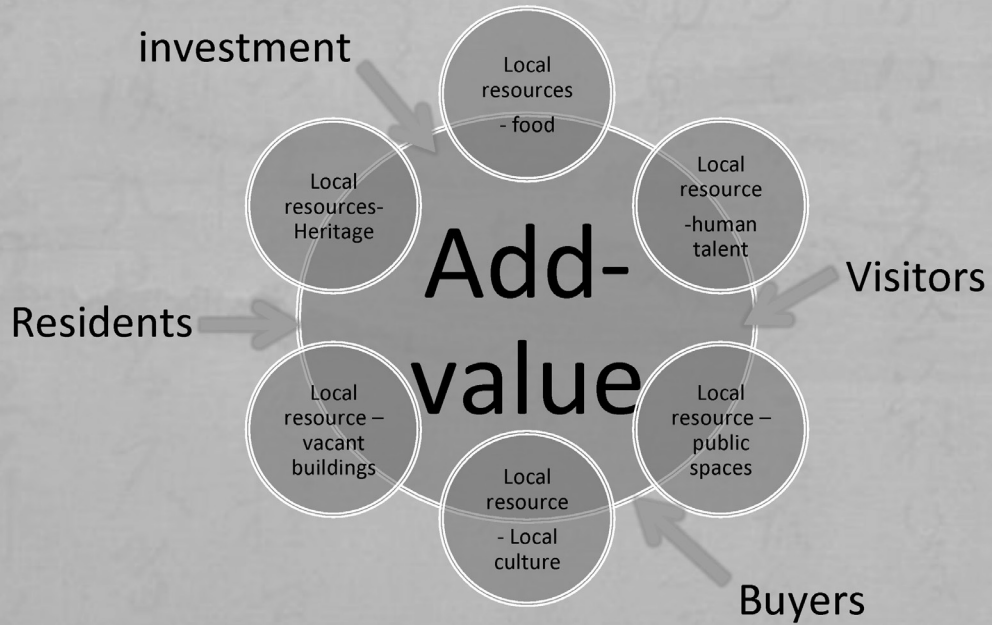 investment
Local
resources
- food
Local
resource
-human
talent
Visitors
Local
resource –
public
spaces
Buyers
Local
resource
- Local
culture
Local
resource –
vacant
buildings
Residents
Local
resources-
Heritage
Add-
value